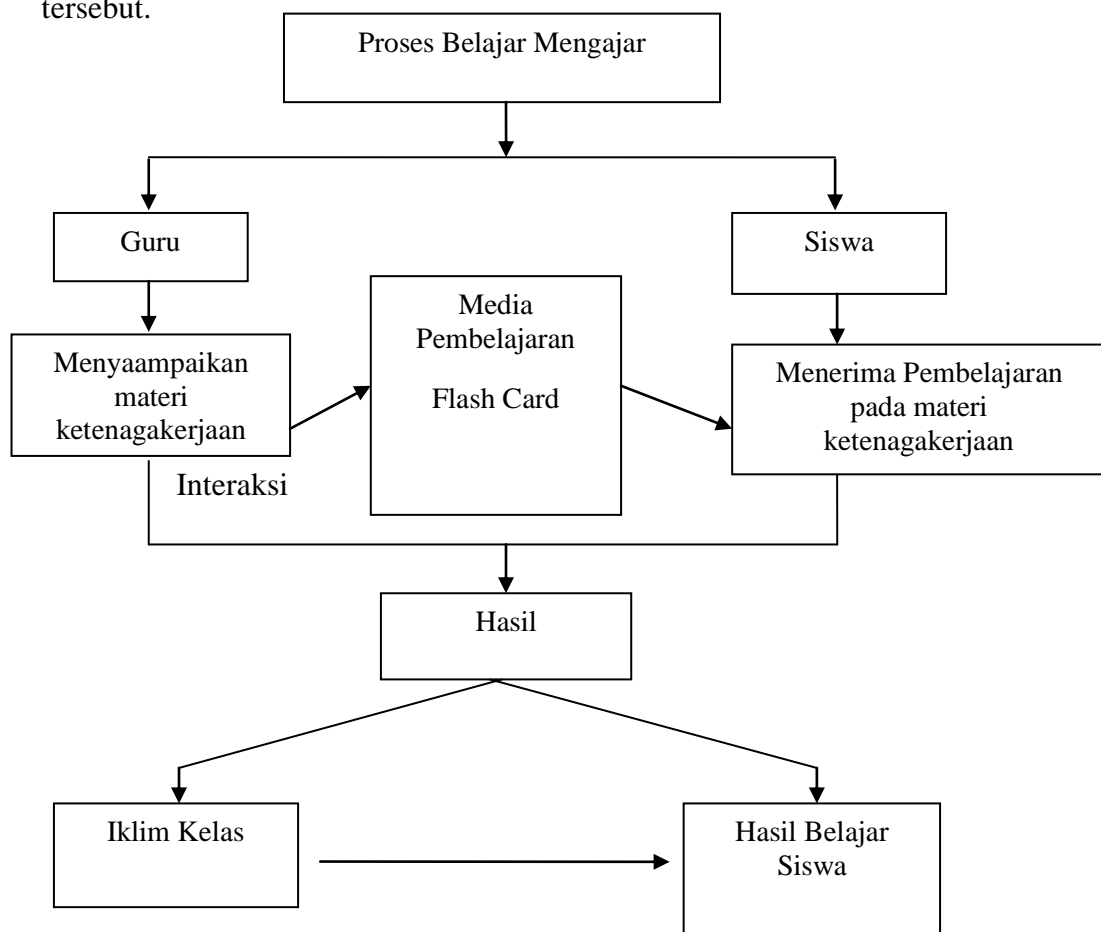 tersebut.
Proses Belajar Mengajar
Guru
Siswa
Media
Pembelajaran
Flash Card
Menyaampaikan
materi
ketenagakerjaan
Menerima Pembelajaran
pada materi
ketenagakerjaan
Interaksi
Hasil
Iklim Kelas
Hasil Belajar
Siswa